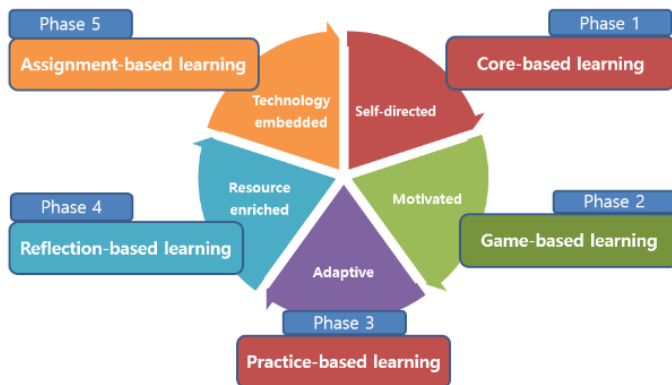 Phase 5
Assignment-based learning
Phase 1
Core-based learning
Technology
embedded
Self-directed
Resource
enriched
Motivated
Adaptive
Phase 4
Reflection-based learning
Phase 2
Game-based learning
Phase 3
Practice-based learning